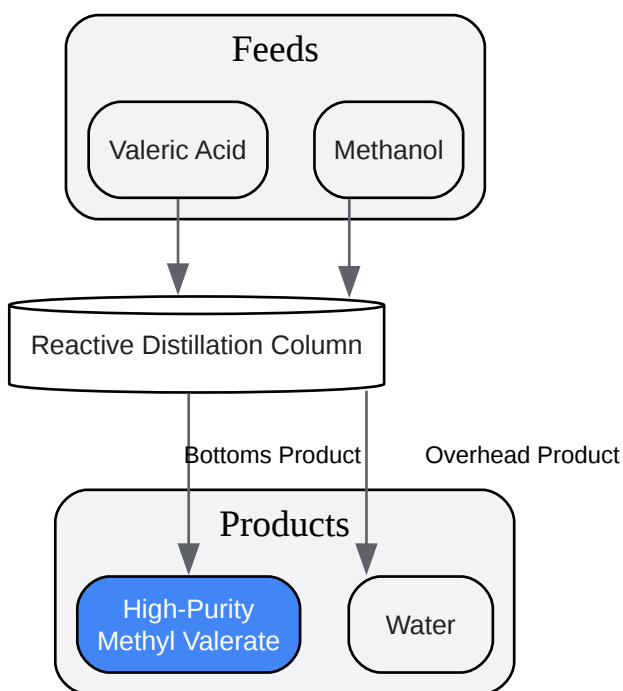 Feeds
Valeric Acid
Methanol
Reactive Distillation Column
Bottoms Product
Overhead Product
Products
High-Purity
Methyl Valerate
Water